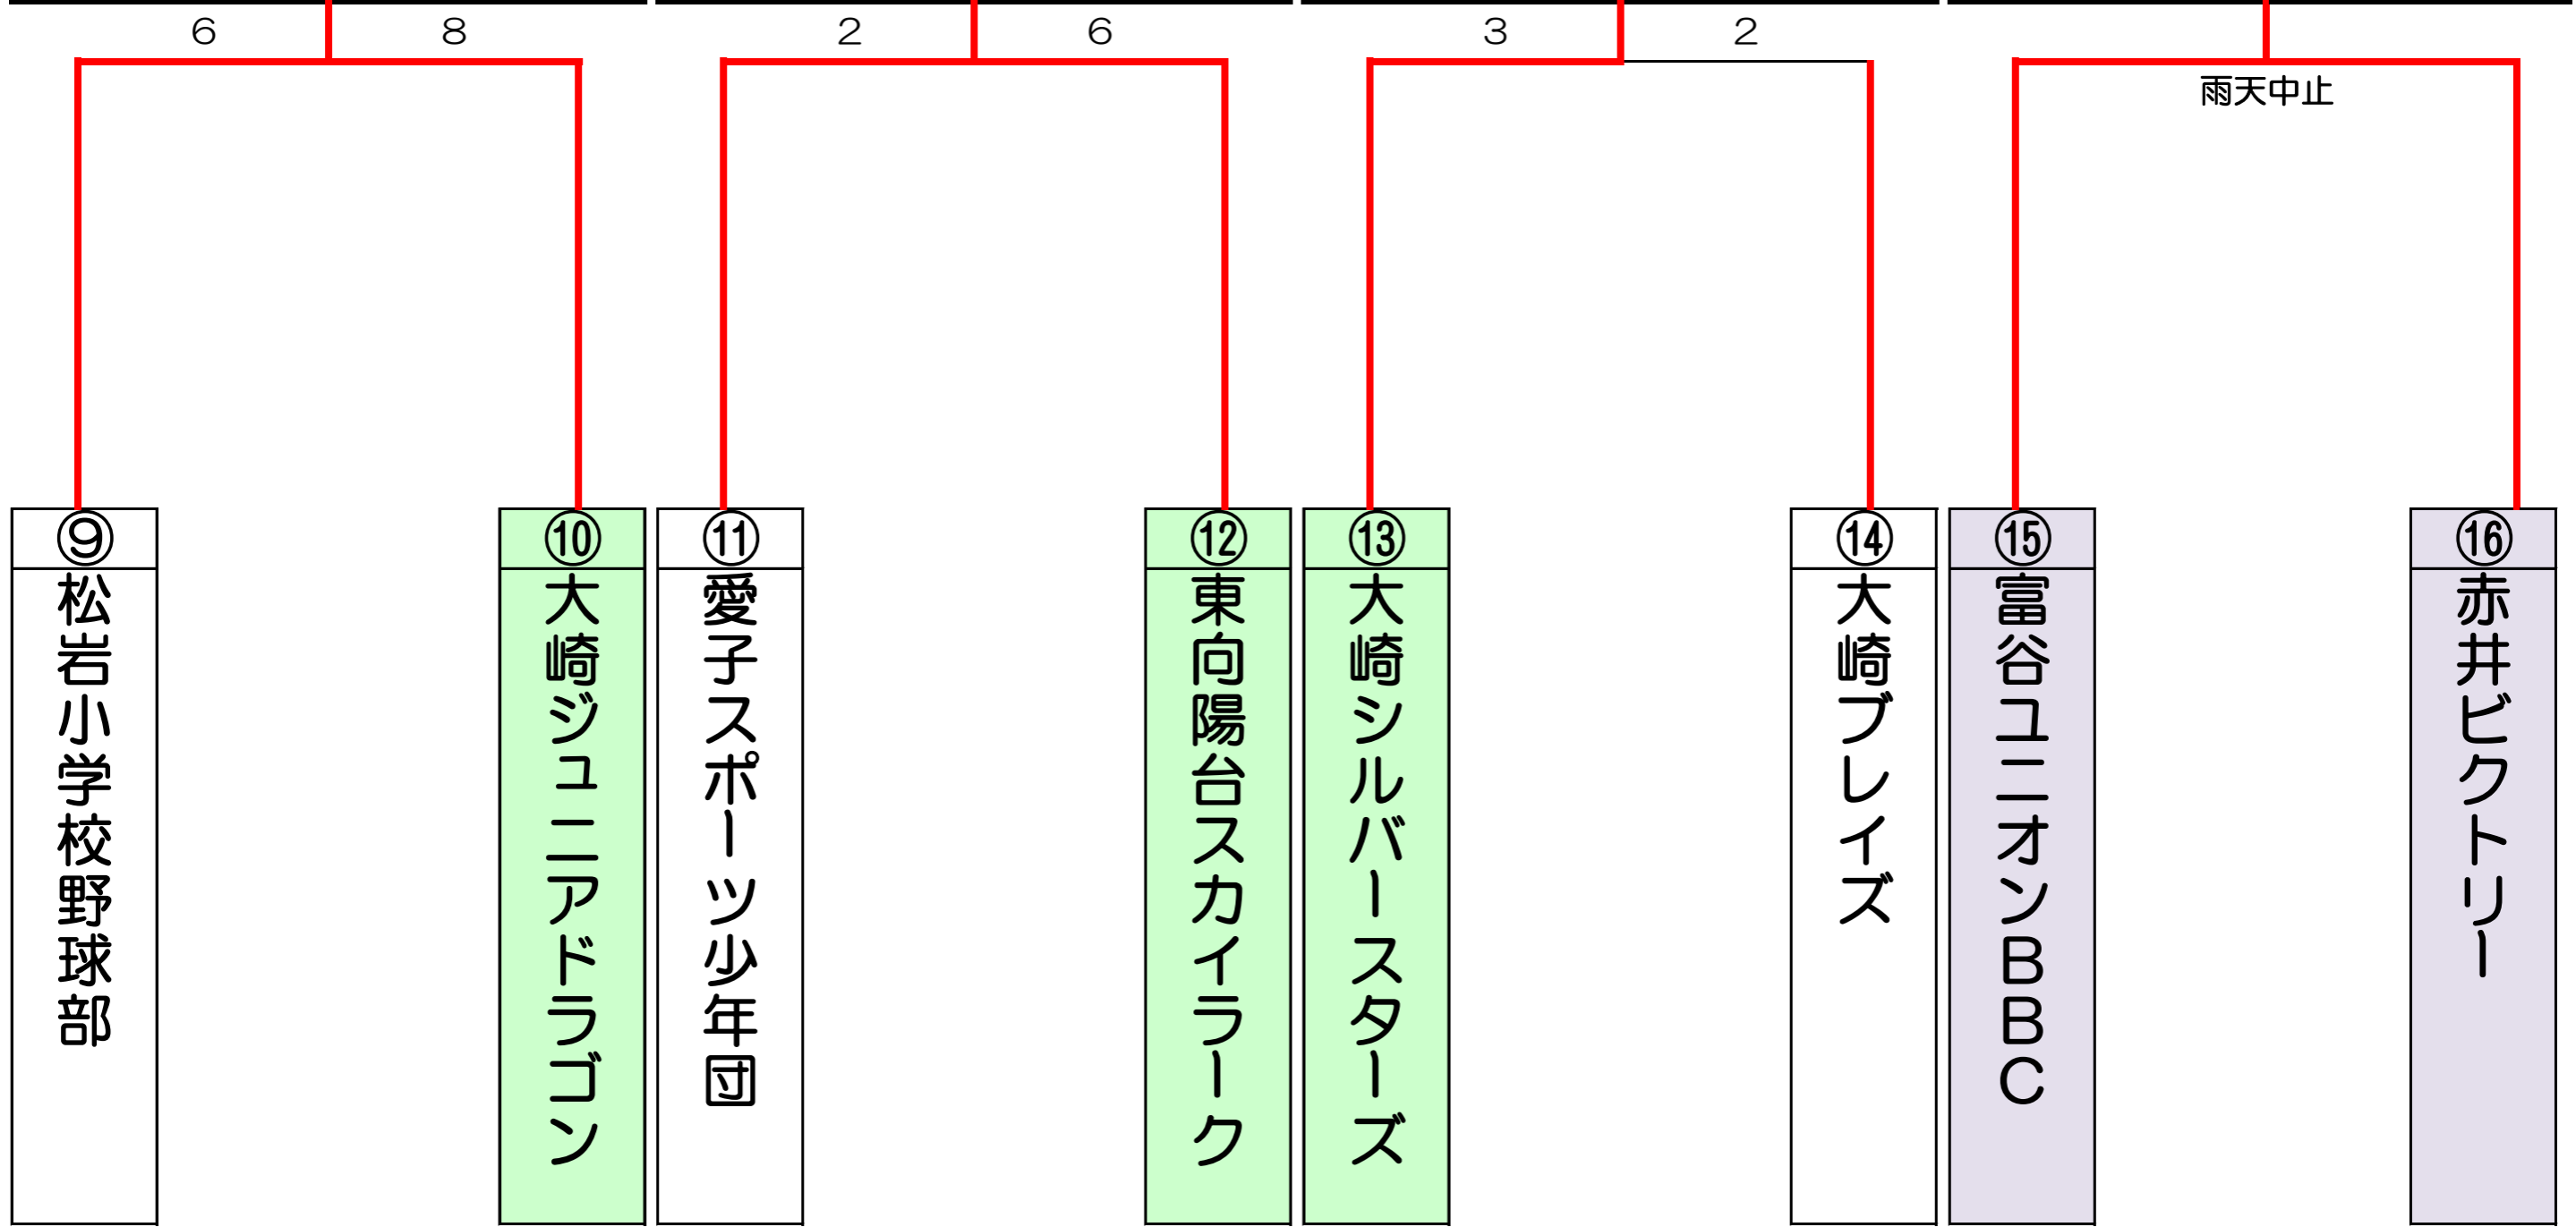 6 8 2 6 3 2
雨天中止
⑨ ⑩ ⑪ ⑫ ⑬ ⑭ ⑮ ⑯
松岩小学校野球部
大崎ジュニアドラゴン
愛子スポーツ少年団
東向陽台スカイラーク
大崎シルバースターズ
大崎ブレイズ
富谷ユニオンBBC
赤井ビクトリー